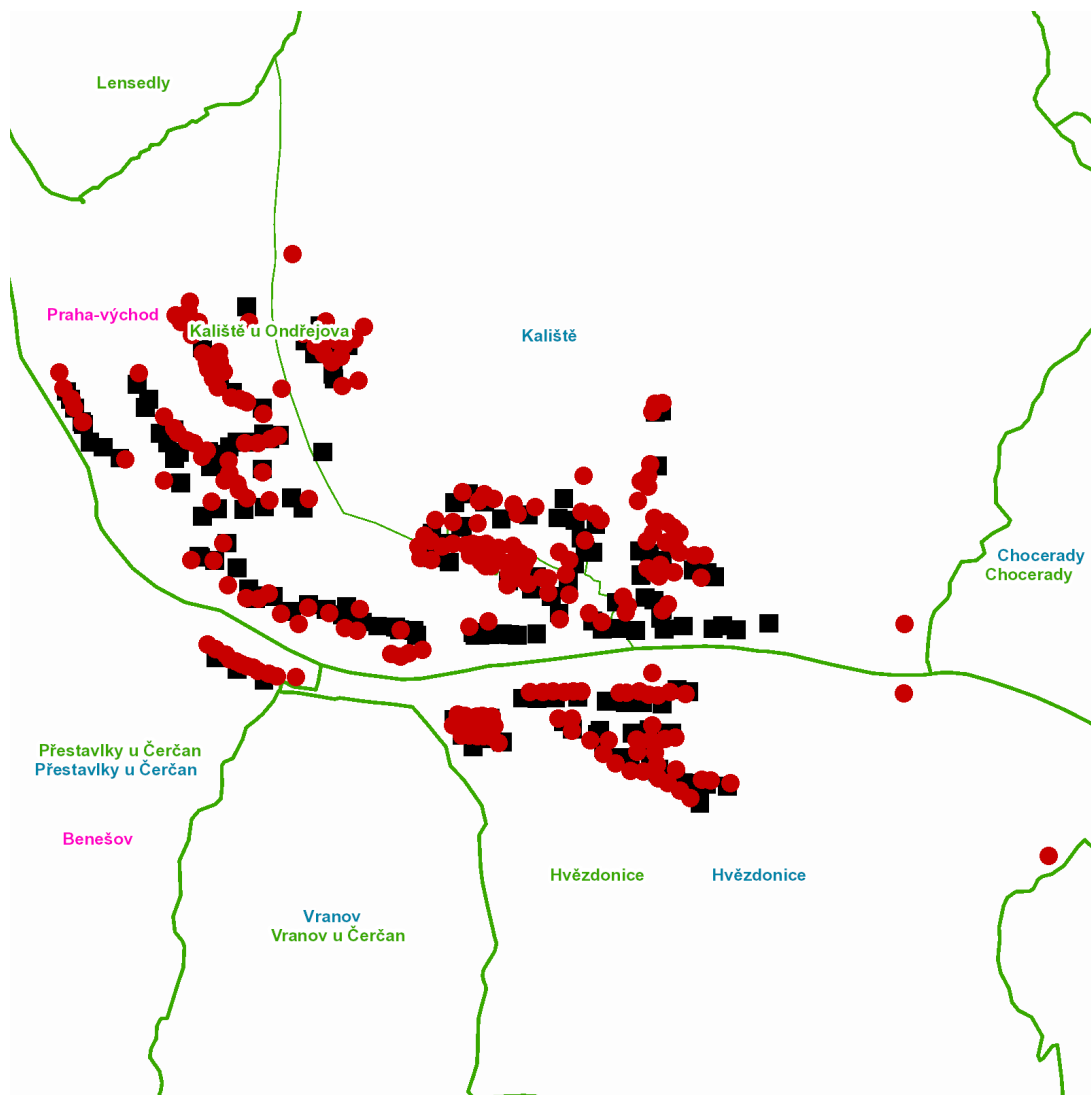 Lensedly
Praha-východ
Kaliště u Ondřejova
Kaliště
Chocerady
Chocerady
Přestavlky u Čerčan
Přestavlky u Čerčan
Benešov
Hvězdonice
Hvězdonice
Vranov
Vranov u Čerčan